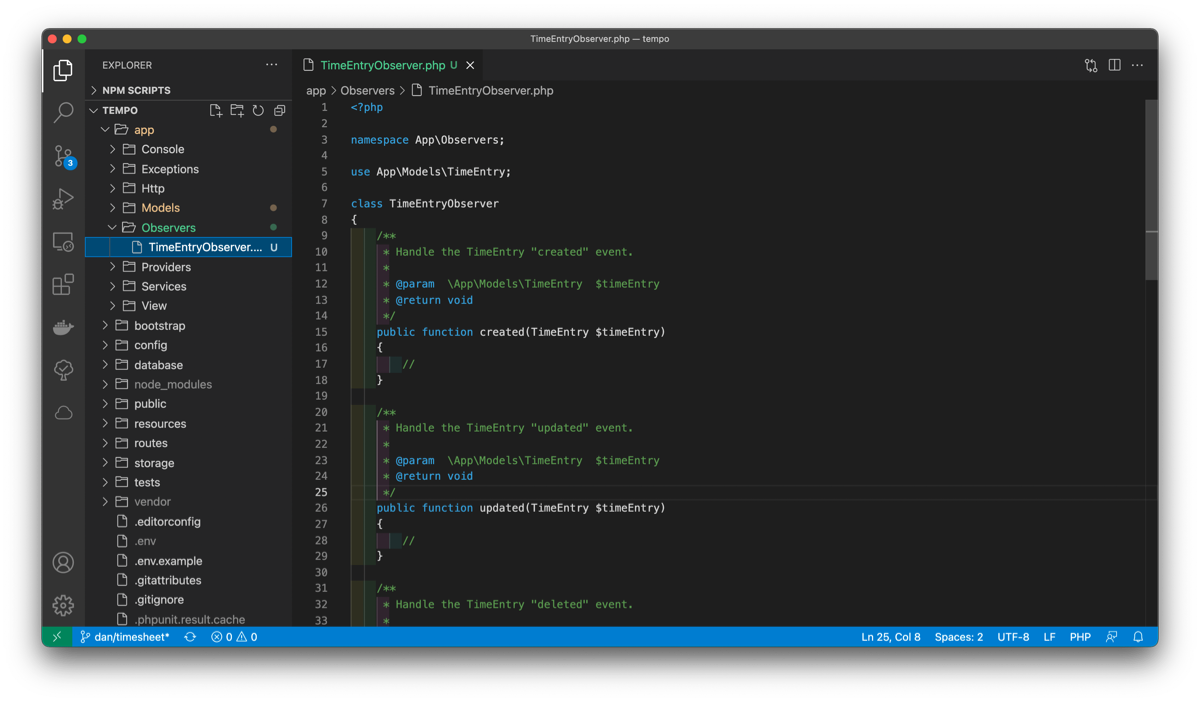 TimeEntryObserver.php — tempo
EXPLORER
NPM SCRIPTS
TEMPO
app
Console
Exceptions
Http
Models
Observers
TimeEntryObserver.... U
Providers
Services
View
bootstrap
config
database
node_modules
public
resources
routes
storage
tests
vendor
.editorconfig
.env
.env.example
.gitattributes
.gitignore
.phpunit.result.cache
3
TimeEntryObserver.php U
app > Observers > TimeEntryObserver.php
1 <?php
2
3 namespace App\Observers;
4
5 use App\Models\TimeEntry;
6
7 class TimeEntryObserver
8 {
9 /**
10 * Handle the TimeEntry "created" event.
11 *
12 * @param  \App\Models\TimeEntry  $timeEntry
13 * @return void
14 */
15 public function created(TimeEntry $timeEntry)
16 {
17 //
18 }
19
20 /**
21 * Handle the TimeEntry "updated" event.
22 *
23 * @param  \App\Models\TimeEntry  $timeEntry
24 * @return void
25 */
26 public function updated(TimeEntry $timeEntry)
27 {
28 //
29 }
30
31 /**
32 * Handle the TimeEntry "deleted" event.
33 *
dan/timesheet* 0 0 Ln 25, Col 8 Spaces: 2 UTF-8 LF PHP